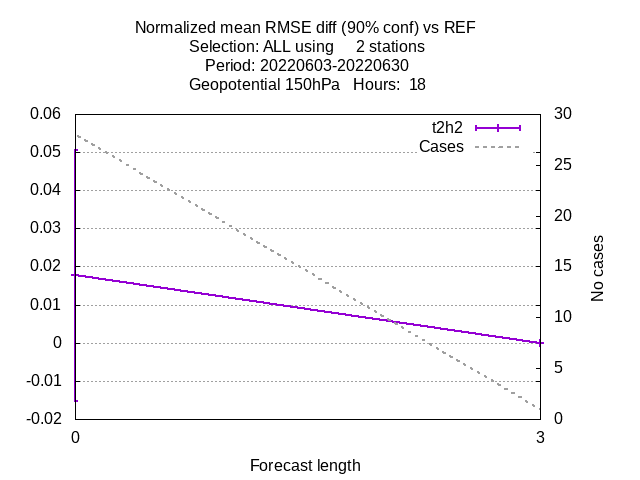 Normalized mean RMSE diff (90% conf) vs REF
Selection: ALL using     2 stations
Period: 20220603-20220630
Geopotential 150hPa   Hours:  18
t2h2
Cases
0.06
0.05
0.04
0.03
0.02
0.01
0
-0.01
-0.02
30
25
20
15
10
5
0
No cases
0
3
Forecast length